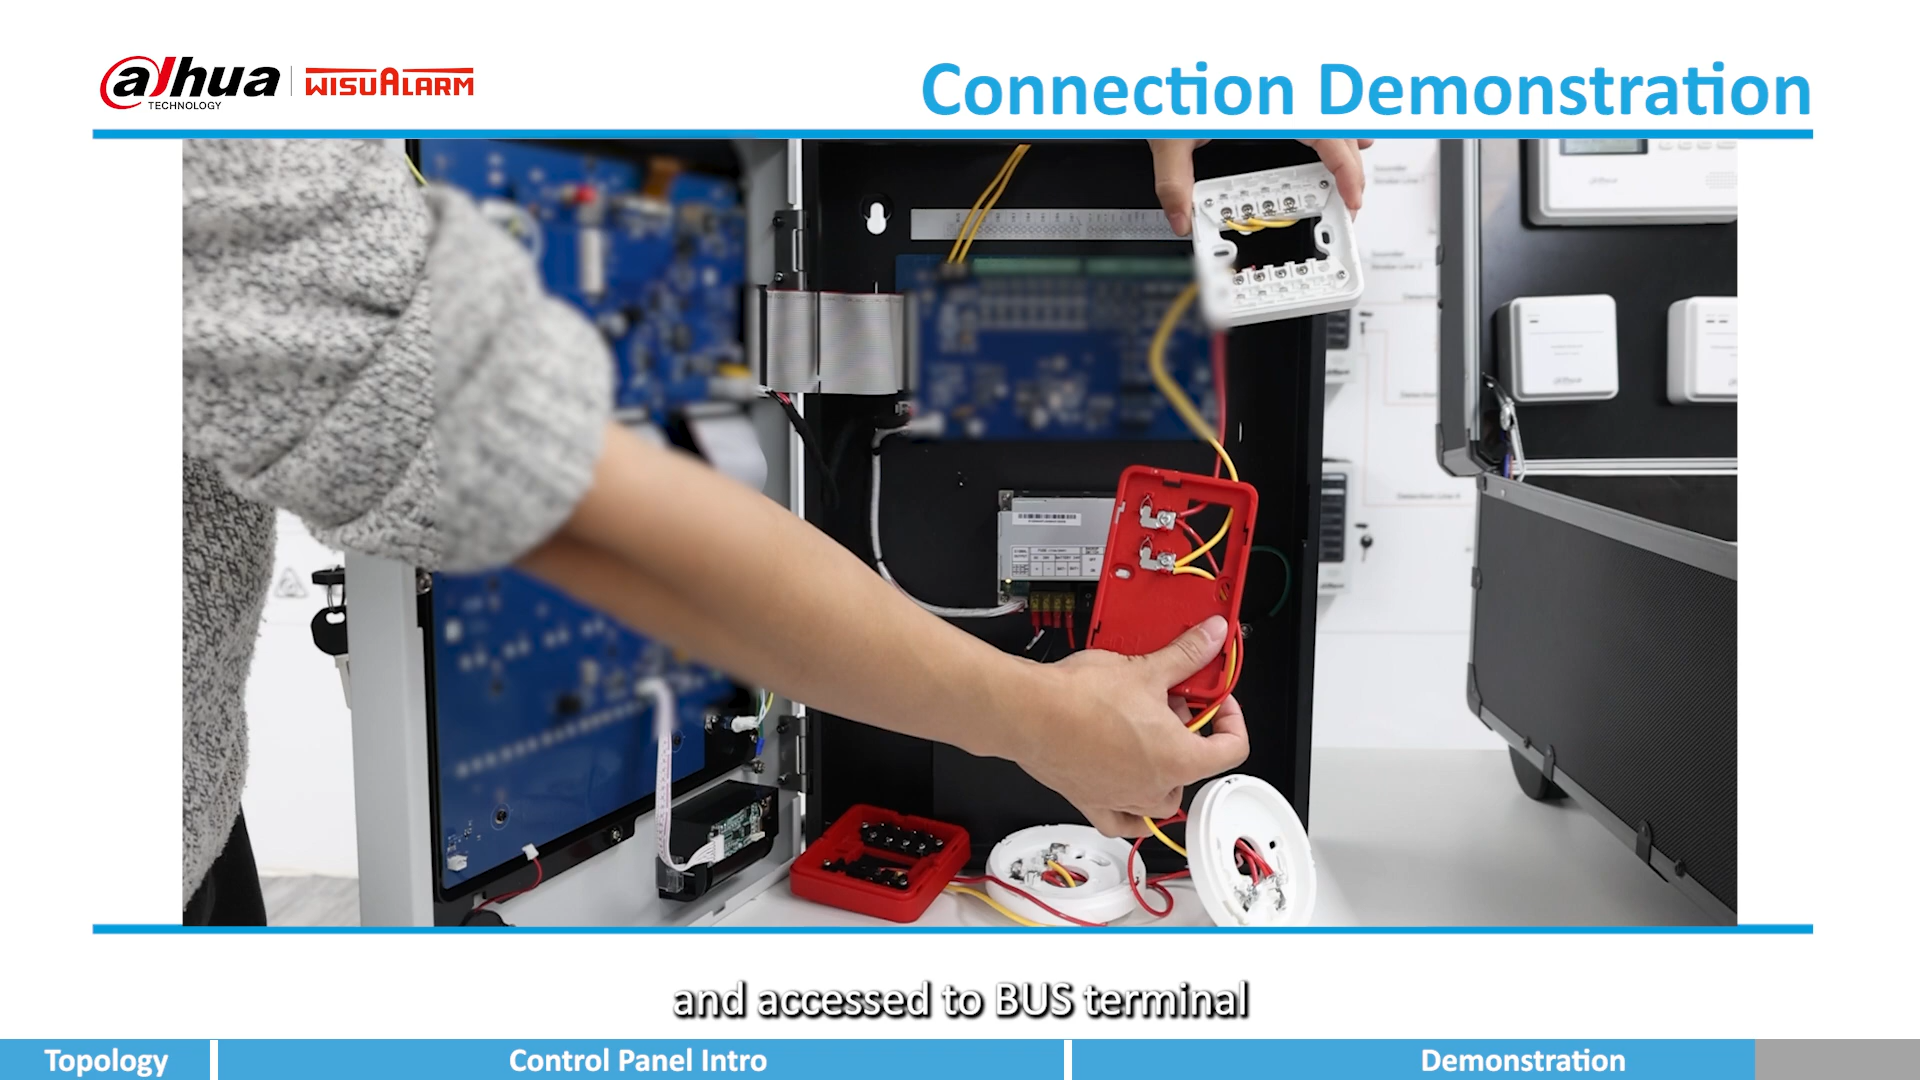 alhua
TECHNOLOGY
WISUALARM
Connection Demonstration
and accessed to BUS terminal
Topology
Control Panel Intro
Demonstration